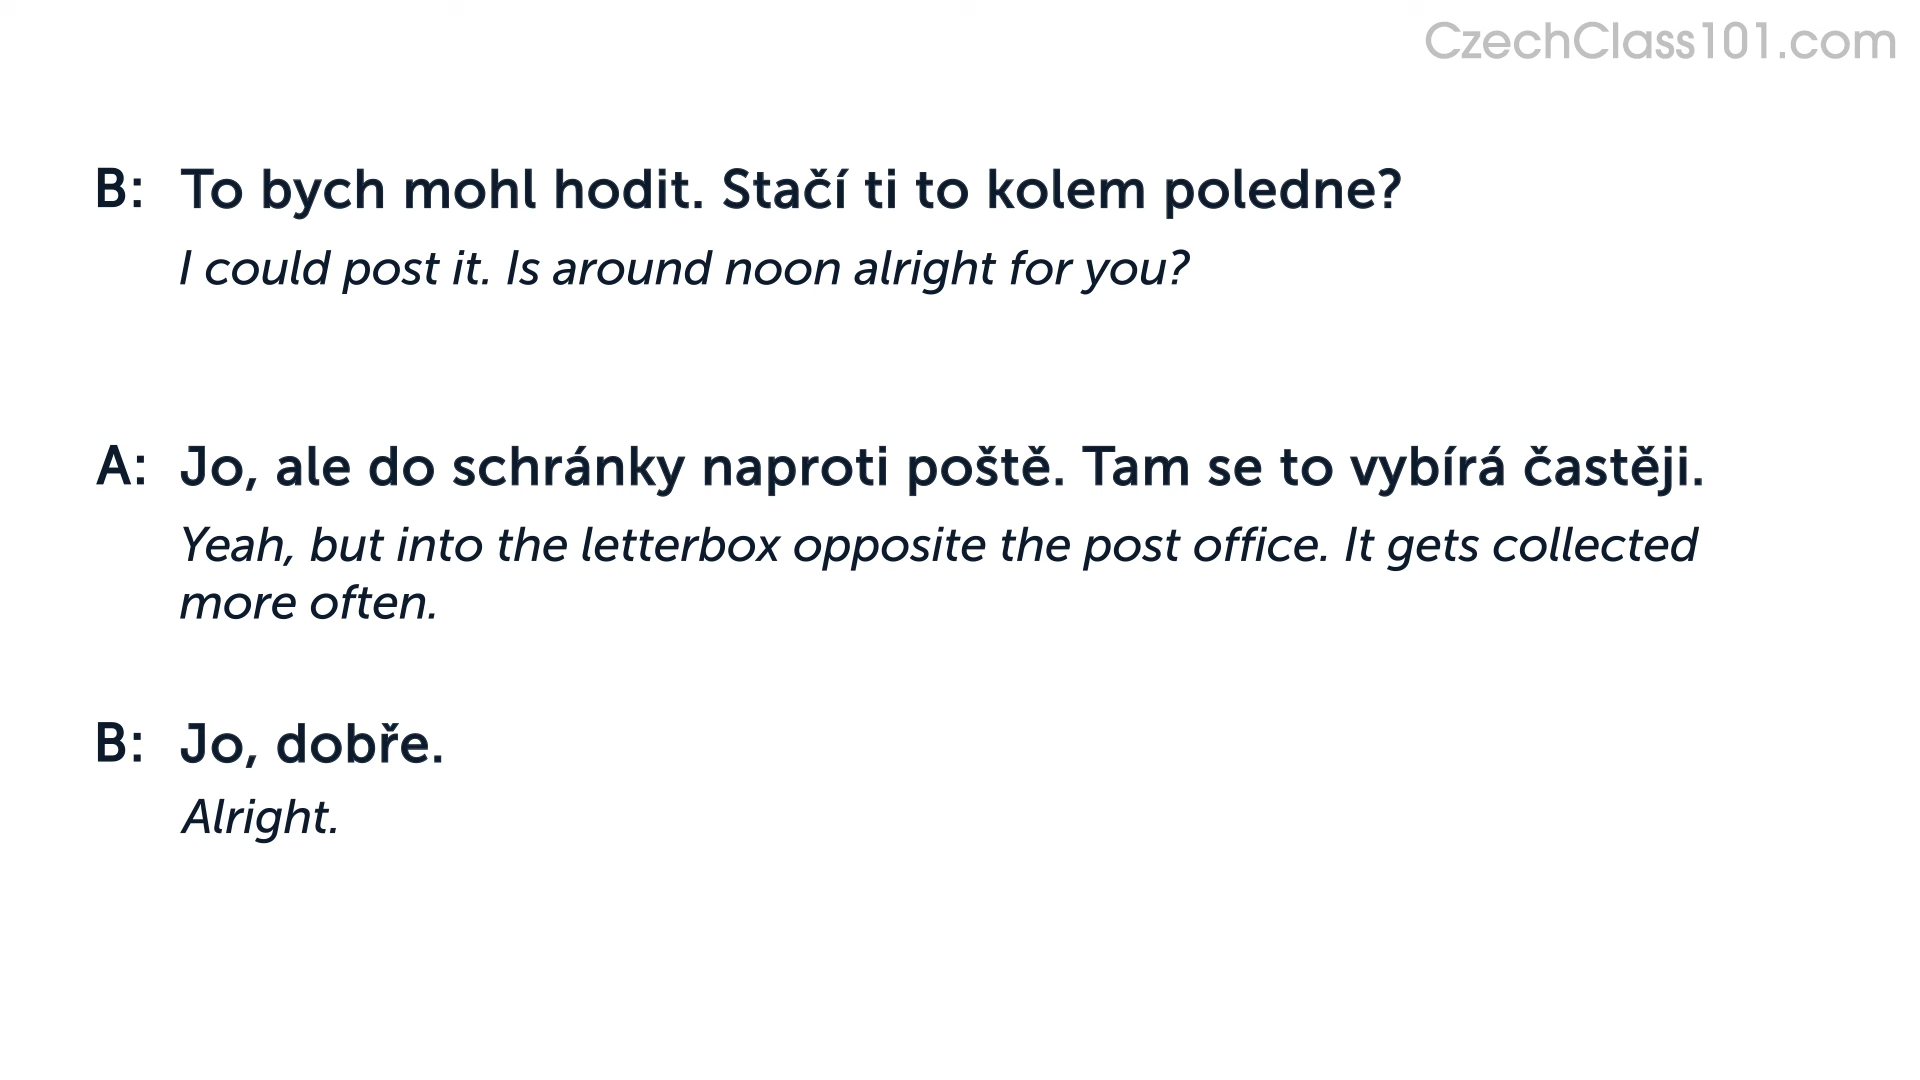 CzechClass101.com
B: To bych mohl hodit. Stačí ti to kolem poledne?
I could post it. Is around noon alright for you?
A: Jo, ale do schránky naproti poště. Tam se to vybírá častěji.
Yeah, but into the letterbox opposite the post office. It gets collected
more often.
B: Jo, dobře.
Alright.